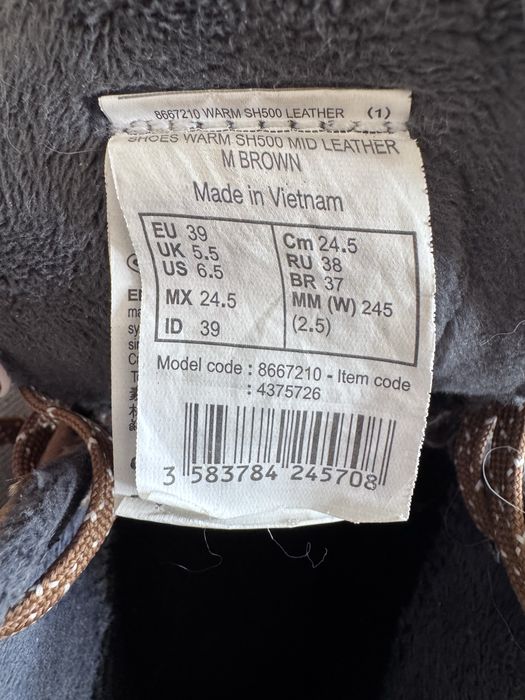 8667210 WARM SH500 LEATHER (1)
SHOES WARM SH500 MID LEATHER
M BROWN
Made in Vietnam
EU 39
UK 5.5
US 6.5
MX 24.5
ID 39
Cm 24.5
RU 38
BR 37
MM (W) 245
(2.5)
Model code : 8667210 - Item code
: 4375726
3 583784 245708